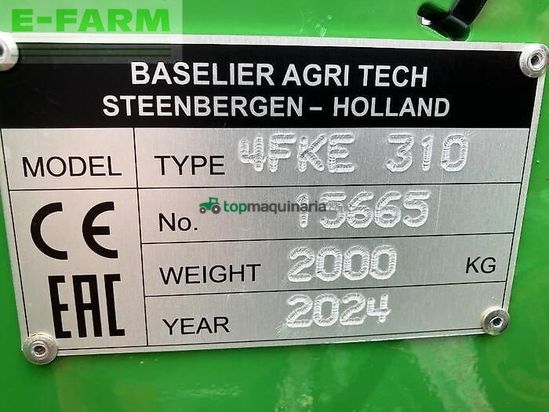 E-FARM
BASELIER AGRI TECH
STEENBERGEN – HOLLAND
MODEL TYPE 4FKE 310
No. 15665
topmaquinaria
CE
WEIGHT 2000 KG
EAC
YEAR 2024